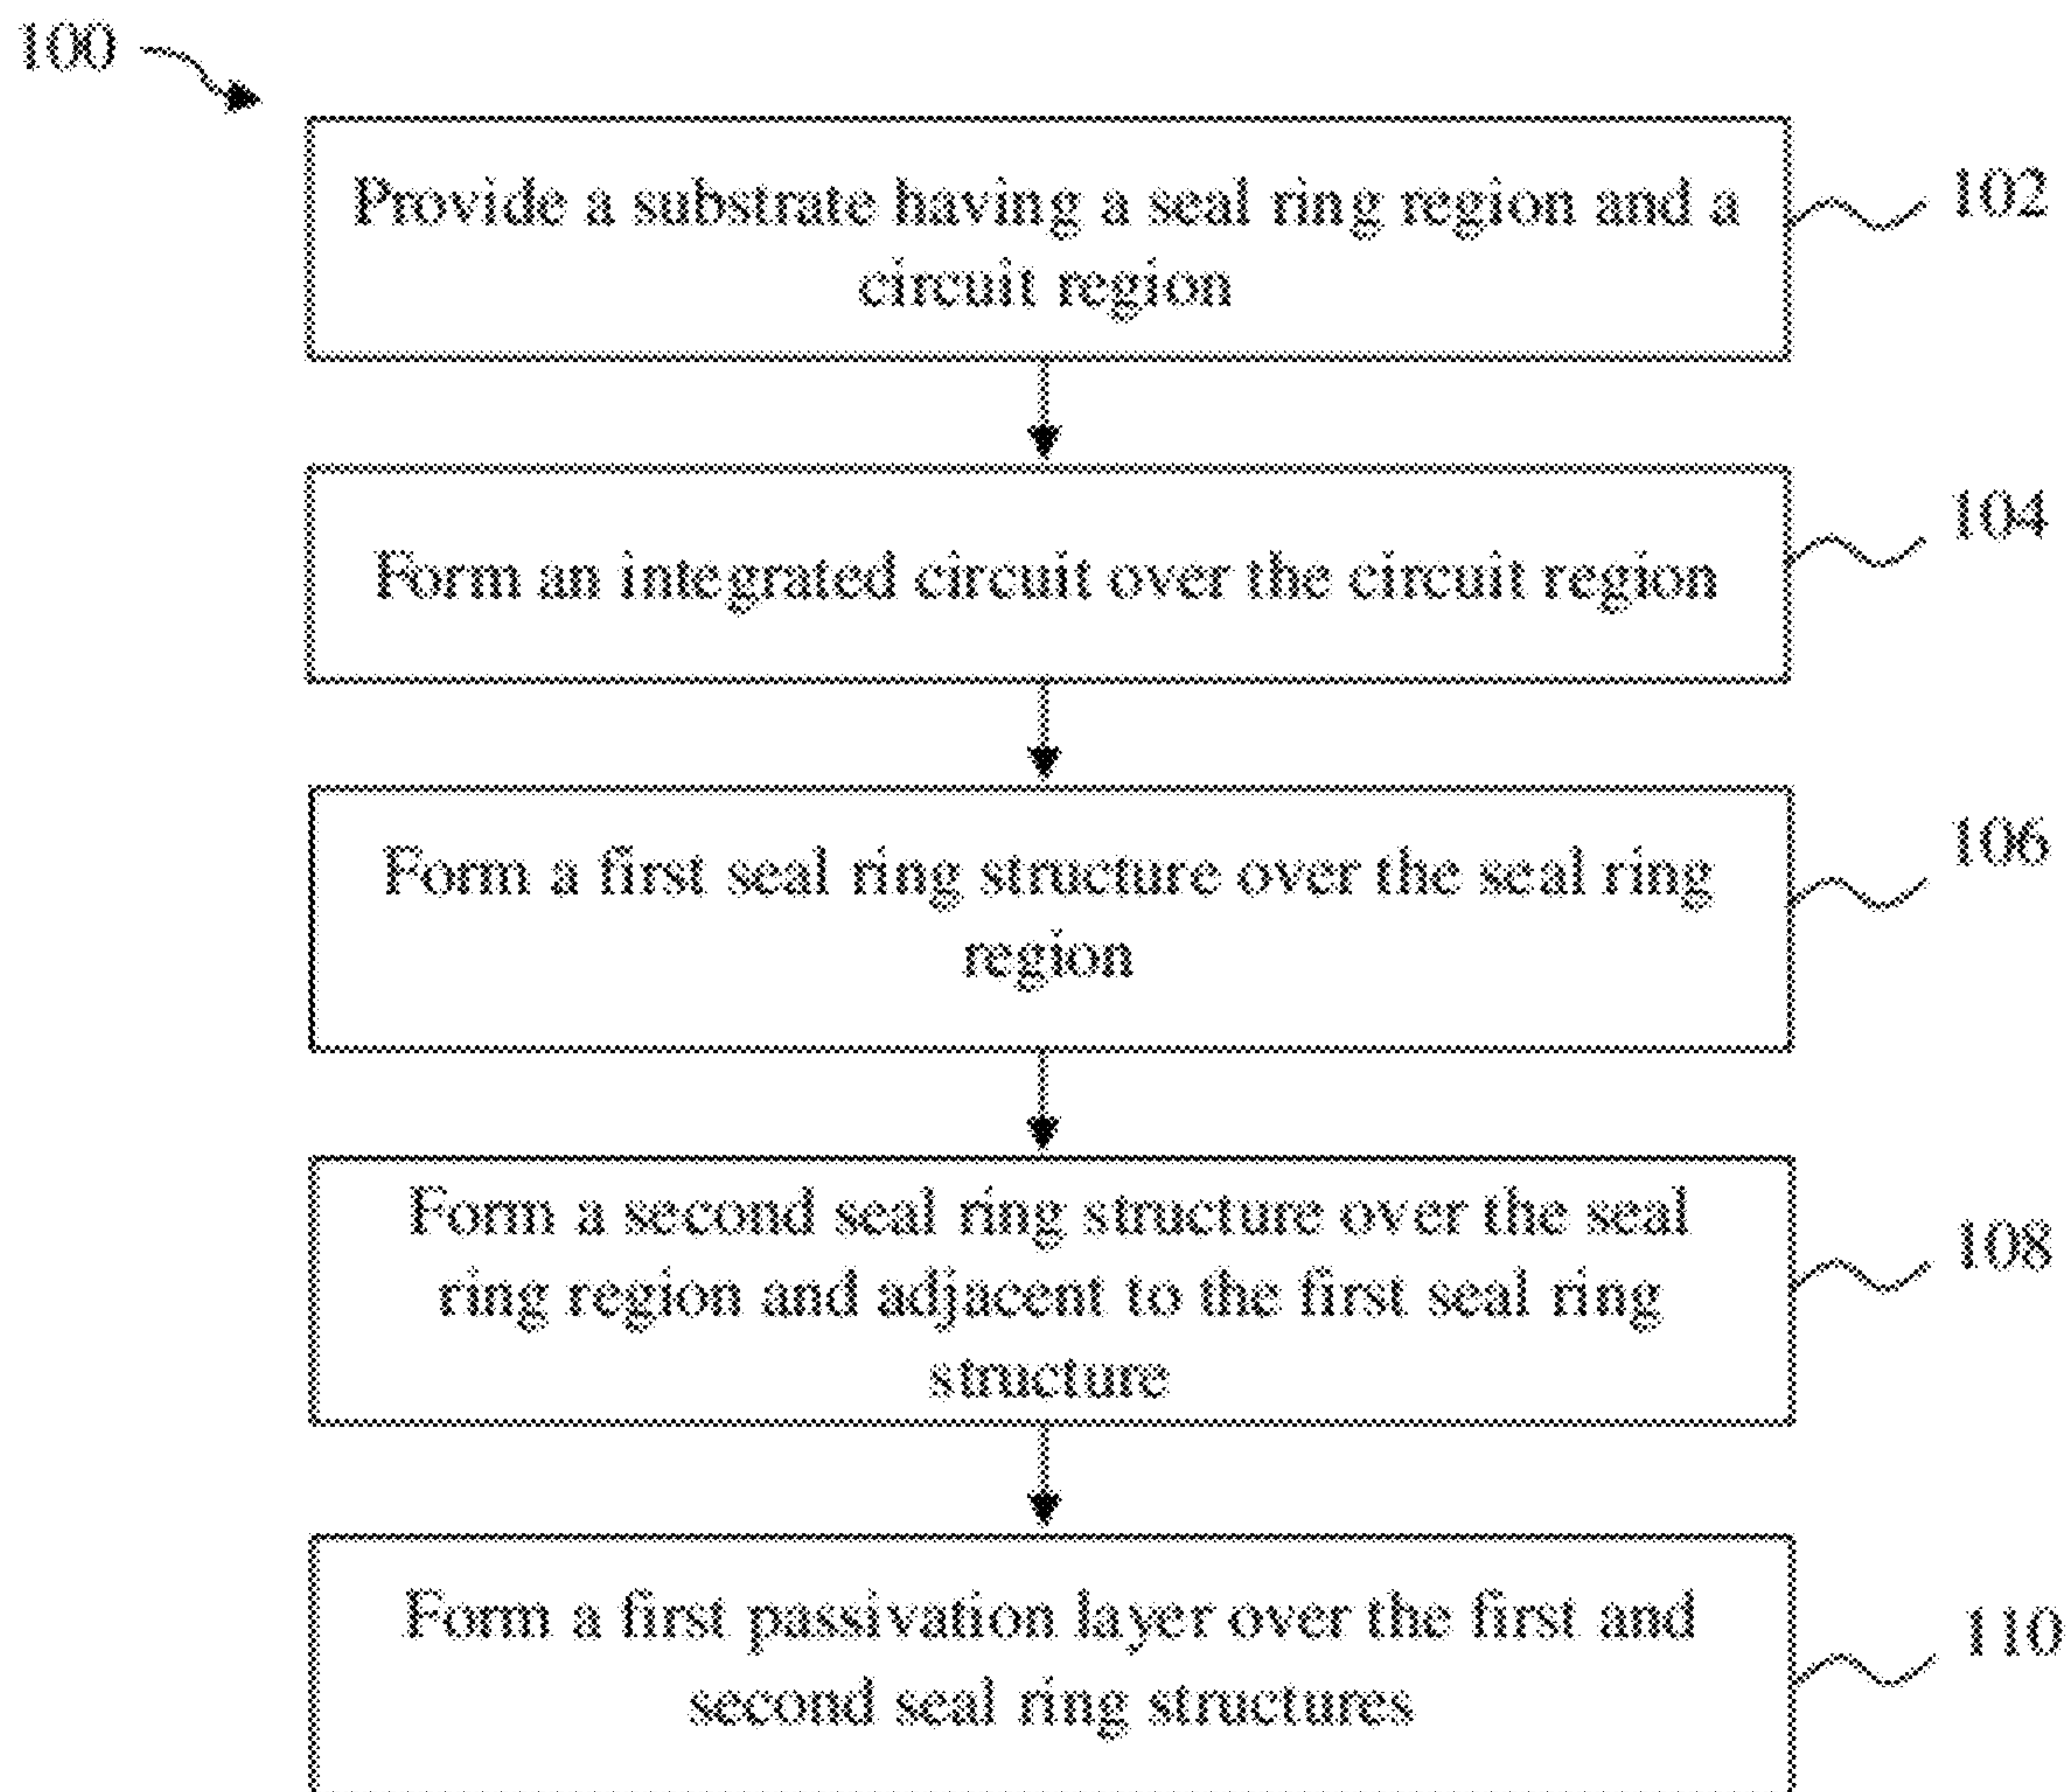 100
Provide a substrate having a seal ring region and a
circuit region
102
Form an integrated circuit over the circuit region
104
Form a first seal ring structure over the seal ring
region
106
Form a second seal ring structure over the seal
ring region and adjacent to the first seal ring
structure
108
Form a first passivation layer over the first and
second seal ring structures
110